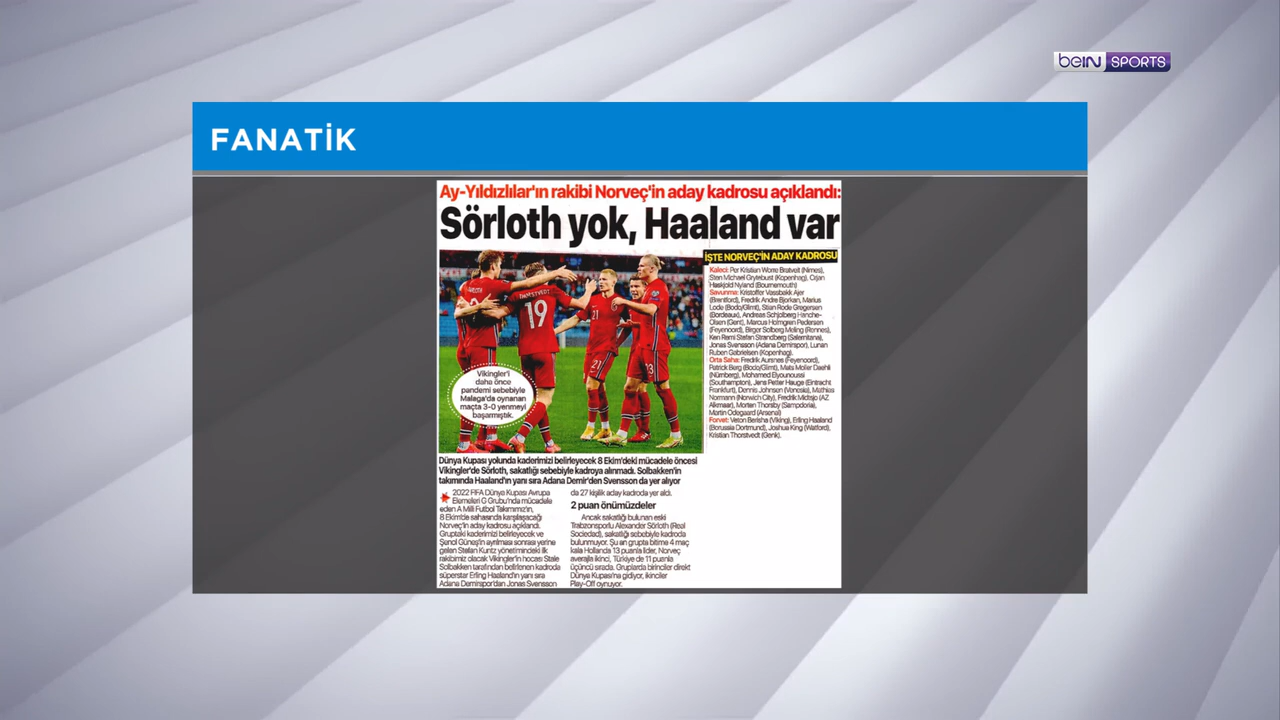 beIN SPORTS
FANATİK
Ay-Yıldızlılar'ın rakibi Norveç'in aday kadrosu açıklandı:
Sörloth yok, Haaland var
THORSTVEDT
19
21
23
Vikingler'i
daha önce
pandemi sebebiyle
Malaga'da oynanan
maçta 3-0 yenmeyi
başarmıştık.
İŞTE NORVEÇ'İN ADAY KADROSU
Kaleci: Per Kristian Worre Bratveit (Nimes),
Sten Michael Grytebust (Kopenhag), Orjan
Haskjold Nyland (Bournemouth)
Savunma: Kristoffer Vassbakk Ajer
(Brentford), Fredrik Andre Bjorkan, Marius
Lode (Bodo/Glimt), Stian Rode Gregersen
(Bordeaux), Andreas Schjolberg Hanche-
Olsen (Gent), Marcus Holmgren Pedersen
(Feyenoord), Birger Solberg Meling (Rennes),
Ken Remi Stefan Strandberg (Salernitana),
Jonas Svensson (Adana Demirspor), Lunan
Ruben Gabrielsen (Kopenhag).
Orta Saha: Fredrik Aursnes (Feyenoord),
Patrick Berg (Bodo/Glimt), Mats Moller Daehli
(Nürnberg), Mohamed Elyounoussi
(Southampton), Jens Petter Hauge (Eintracht
Frankfurt), Dennis Johnson (Venesia), Mathias
Normann (Norwich City), Fredrik Midtsjo (AZ
Alkmaar), Morten Thorsby (Sampdoria),
Martin Odegaard (Arsenal)
Forvet: Veton Berisha (Viking), Erling Haaland
(Borussia Dortmund), Joshua King (Watford),
Kristian Thorstvedt (Genk).
Dünya Kupası yolunda kaderimizi belirleyecek 8 Ekim'deki mücadele öncesi
Vikingler'de Sörloth, sakatlığı sebebiyle kadroya alınmadı. Solbakken'in
takımında Haaland'ın yanı sıra Adana Demir'den Svensson da yer alıyor
2022 FIFA Dünya Kupası Avrupa
Elemeleri G Grubu'nda mücadele
eden A Milli Futbol Takımımız'ın,
8 Ekim'de sahasında karşılaşacağı
Norveç'in aday kadrosu açıklandı.
Gruptaki kaderimizi belirleyecek ve
Şenol Güneş'in ayrılması sonrası yerine
gelen Stefan Kuntz yönetimindeki ilk
rakibimiz olacak Vikingler'in hocası Stale
Solbakken tarafından belirlenen kadroda
süperstar Erling Haaland'ın yanı sıra
Adana Demirspor'dan Jonas Svensson
da 27 kişilik aday kadroda yer aldı.
2 puan önümüzdeler
Ancak sakatlığı bulunan eski
Trabzonsporlu Alexander Sörloth (Real
Sociedad), sakatlığı sebebiyle kadroda
bulunmuyor. Şu an grupta bitime 4 maç
kala Hollanda 13 puanla lider, Norveç
averajla ikinci, Türkiye de 11 puanla
üçüncü sırada. Gruplarda birinciler direkt
Dünya Kupası'na gidiyor, ikinciler
Play-Off oynuyor.